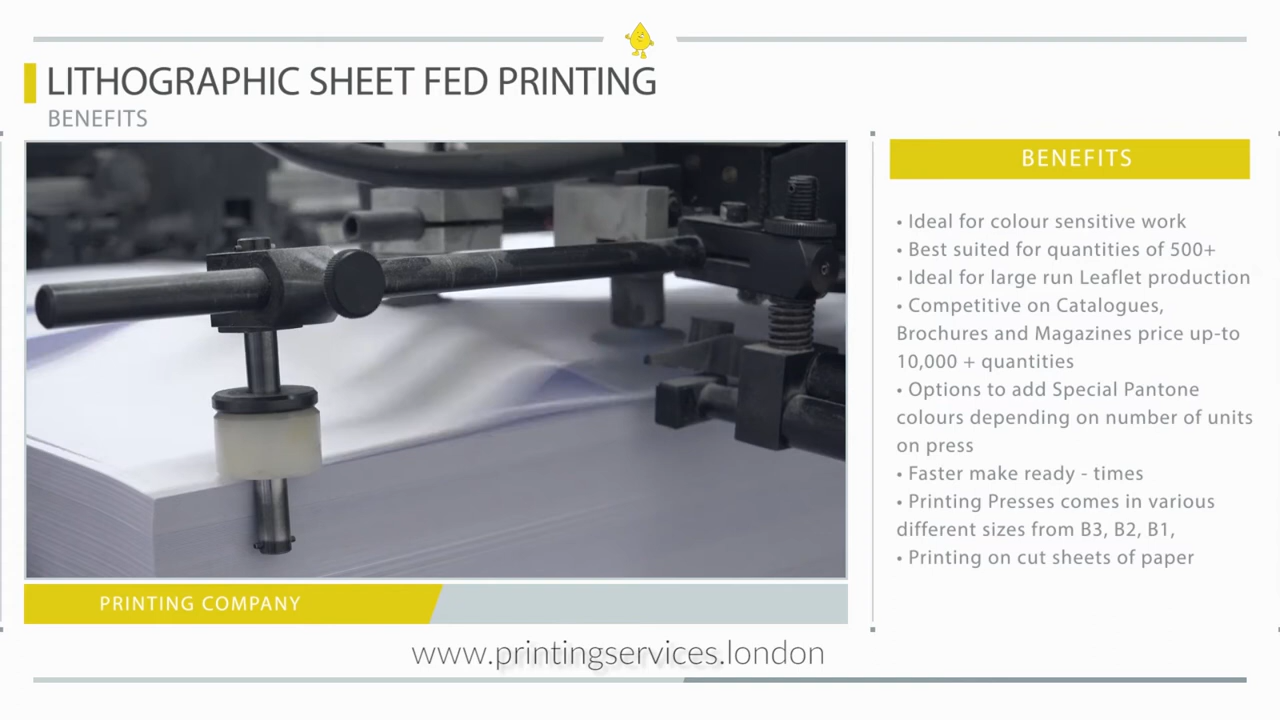 LITHOGRAPHIC SHEET FED PRINTING
BENEFITS
BENEFITS
• Ideal for colour sensitive work
• Best suited for quantities of 500+
• Ideal for large run Leaflet production
• Competitive on Catalogues,
Brochures and Magazines price up-to
10,000 + quantities
• Options to add Special Pantone
colours depending on number of units
on press
• Faster make ready - times
• Printing Presses comes in various
different sizes from B3, B2, B1,
• Printing on cut sheets of paper
PRINTING COMPANY
www.printingservices.london